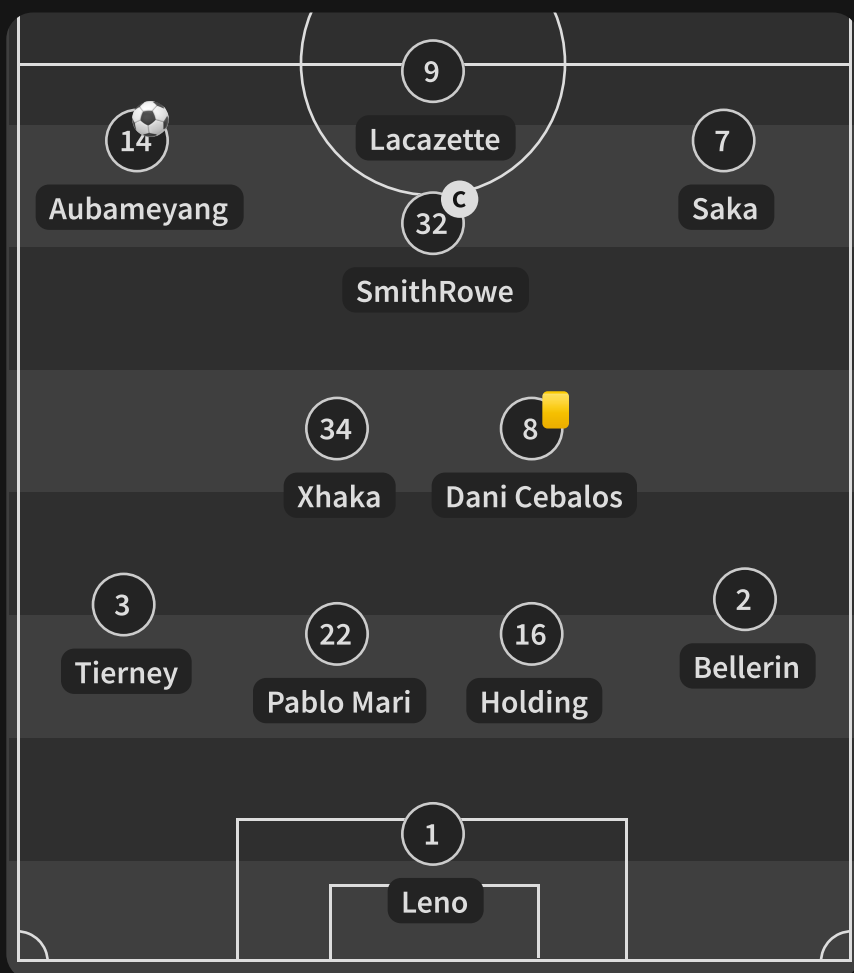 9
Lacazette
14
Aubameyang
7
Saka
C
32
SmithRowe
34
Xhaka
8
Dani Cebalos
3
Tierney
22
Pablo Mari
16
Holding
2
Bellerin
1
Leno